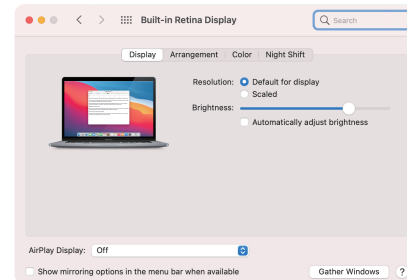 Built-in Retina Display
Search
Display Arrangement Color Night Shift
Resolution: Default for display
Scaled
Brightness:
Automatically adjust brightness
AirPlay Display: Off
Show mirroring options in the menu bar when available
Gather Windows ?